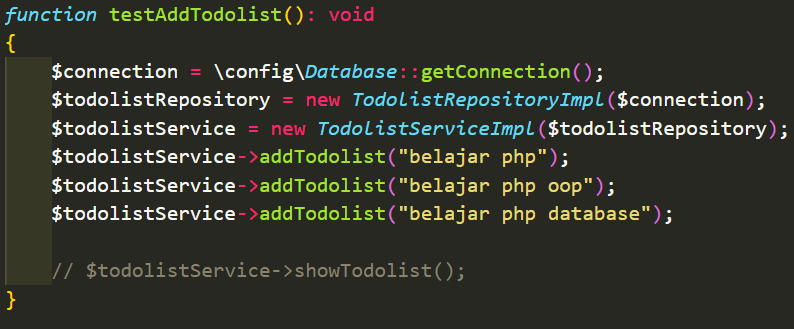 function testAddTodolist(): void
{
    $connection = \config\Database::getConnection();
    $todolistRepository = new TodolistRepositoryImpl($connection);
    $todolistService = new TodolistServiceImpl($todolistRepository);
    $todolistService->addTodolist("belajar php");
    $todolistService->addTodolist("belajar php oop");
    $todolistService->addTodolist("belajar php database");

    // $todolistService->showTodolist();
}